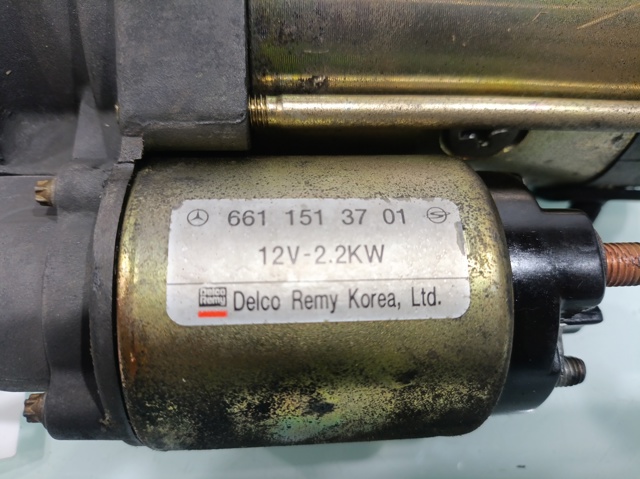 661 151 37 01
12V-2.2KW
Delco Remy
Delco Remy Korea, Ltd.